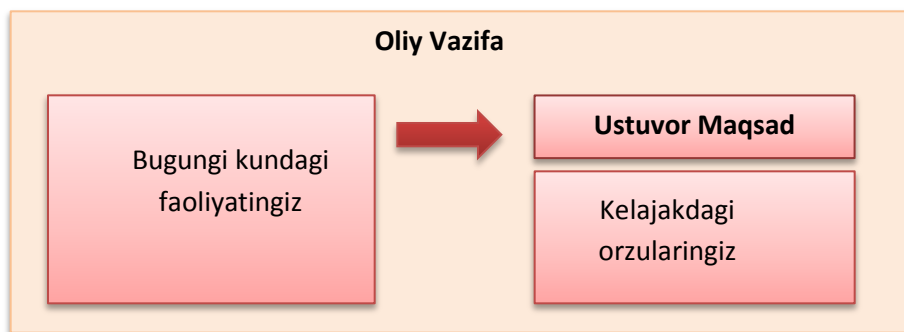 Oliy Vazifa
Bugungi kundagi
faoliyatingiz
Ustuvor Maqsad
Kelajakdagi
orzularingiz